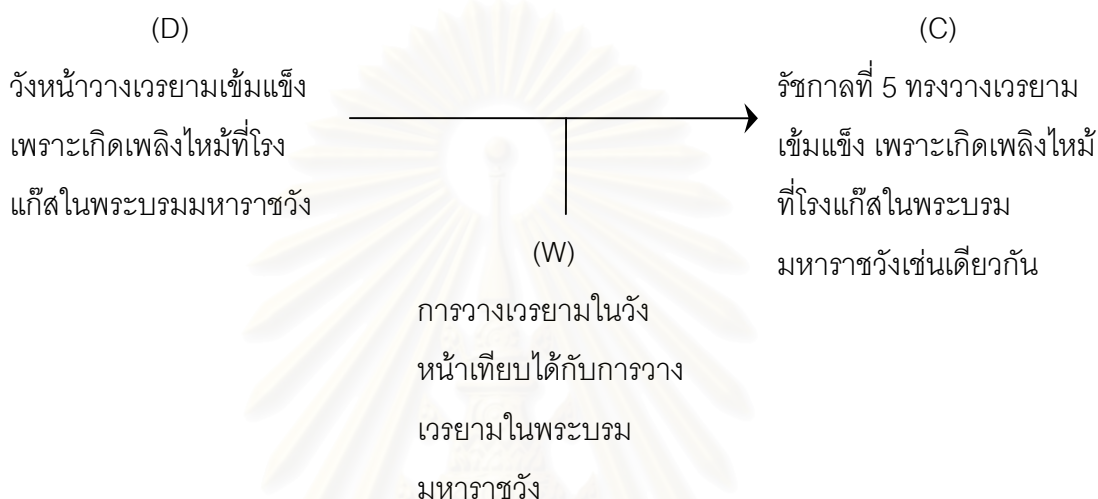 (D)
วังหน้าวางเวรยามเข้มแข็ง
เพราะเกิดเพลิงไหม้ที่โรง
แก๊สในพระบรมมหาราชวัง
(C)
รัชกาลที่ 5 ทรงวางเวรยาม
เข้มแข็ง เพราะเกิดเพลิงไหม้
ที่โรงแก๊สในพระบรม
มหาราชวังเช่นเดียวกัน
(W)
การวางเวรยามในวัง
หน้าเทียบได้กับการวาง
เวรยามในพระบรม
มหาราชวัง